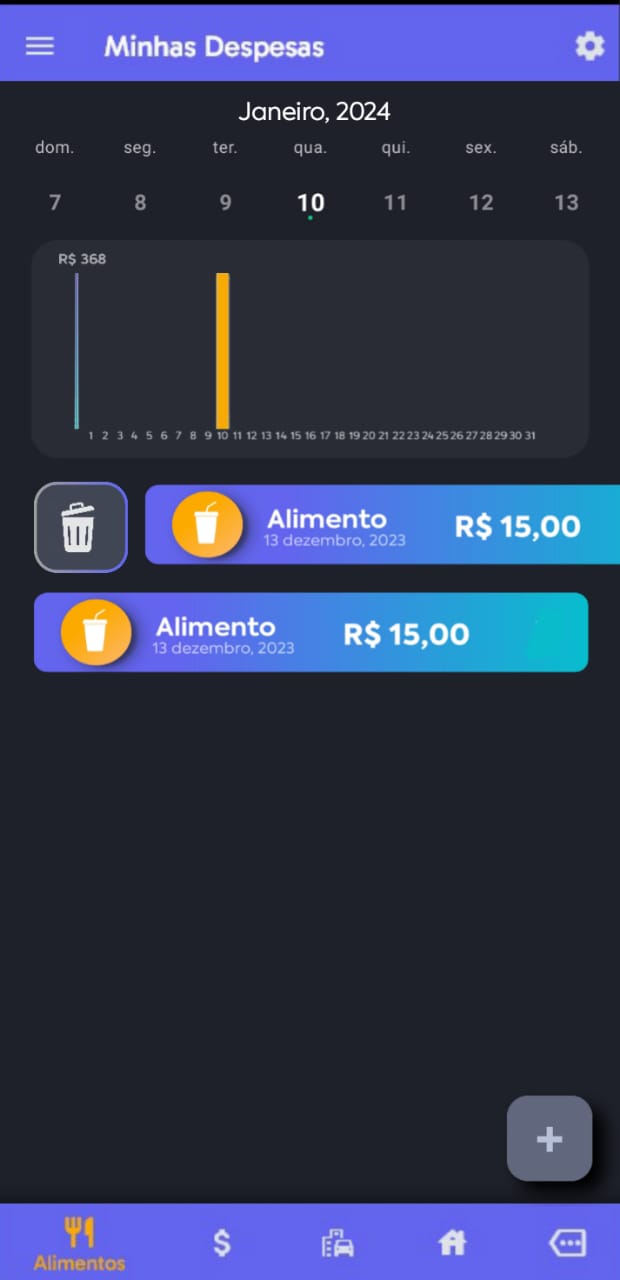 Minhas Despesas
Janeiro, 2024
dom. seg. ter. qua. qui. sex. sáb.
7 8 9 10 11 12 13
R$ 368
1 2 3 4 5 6 7 8 9 10 11 12 13 14 15 16 17 18 19 20 21 22 23 24 25 26 27 28 29 30 31
Alimento R$ 15,00
13 dezembro, 2023
Alimento R$ 15,00
13 dezembro, 2023
Alimentos